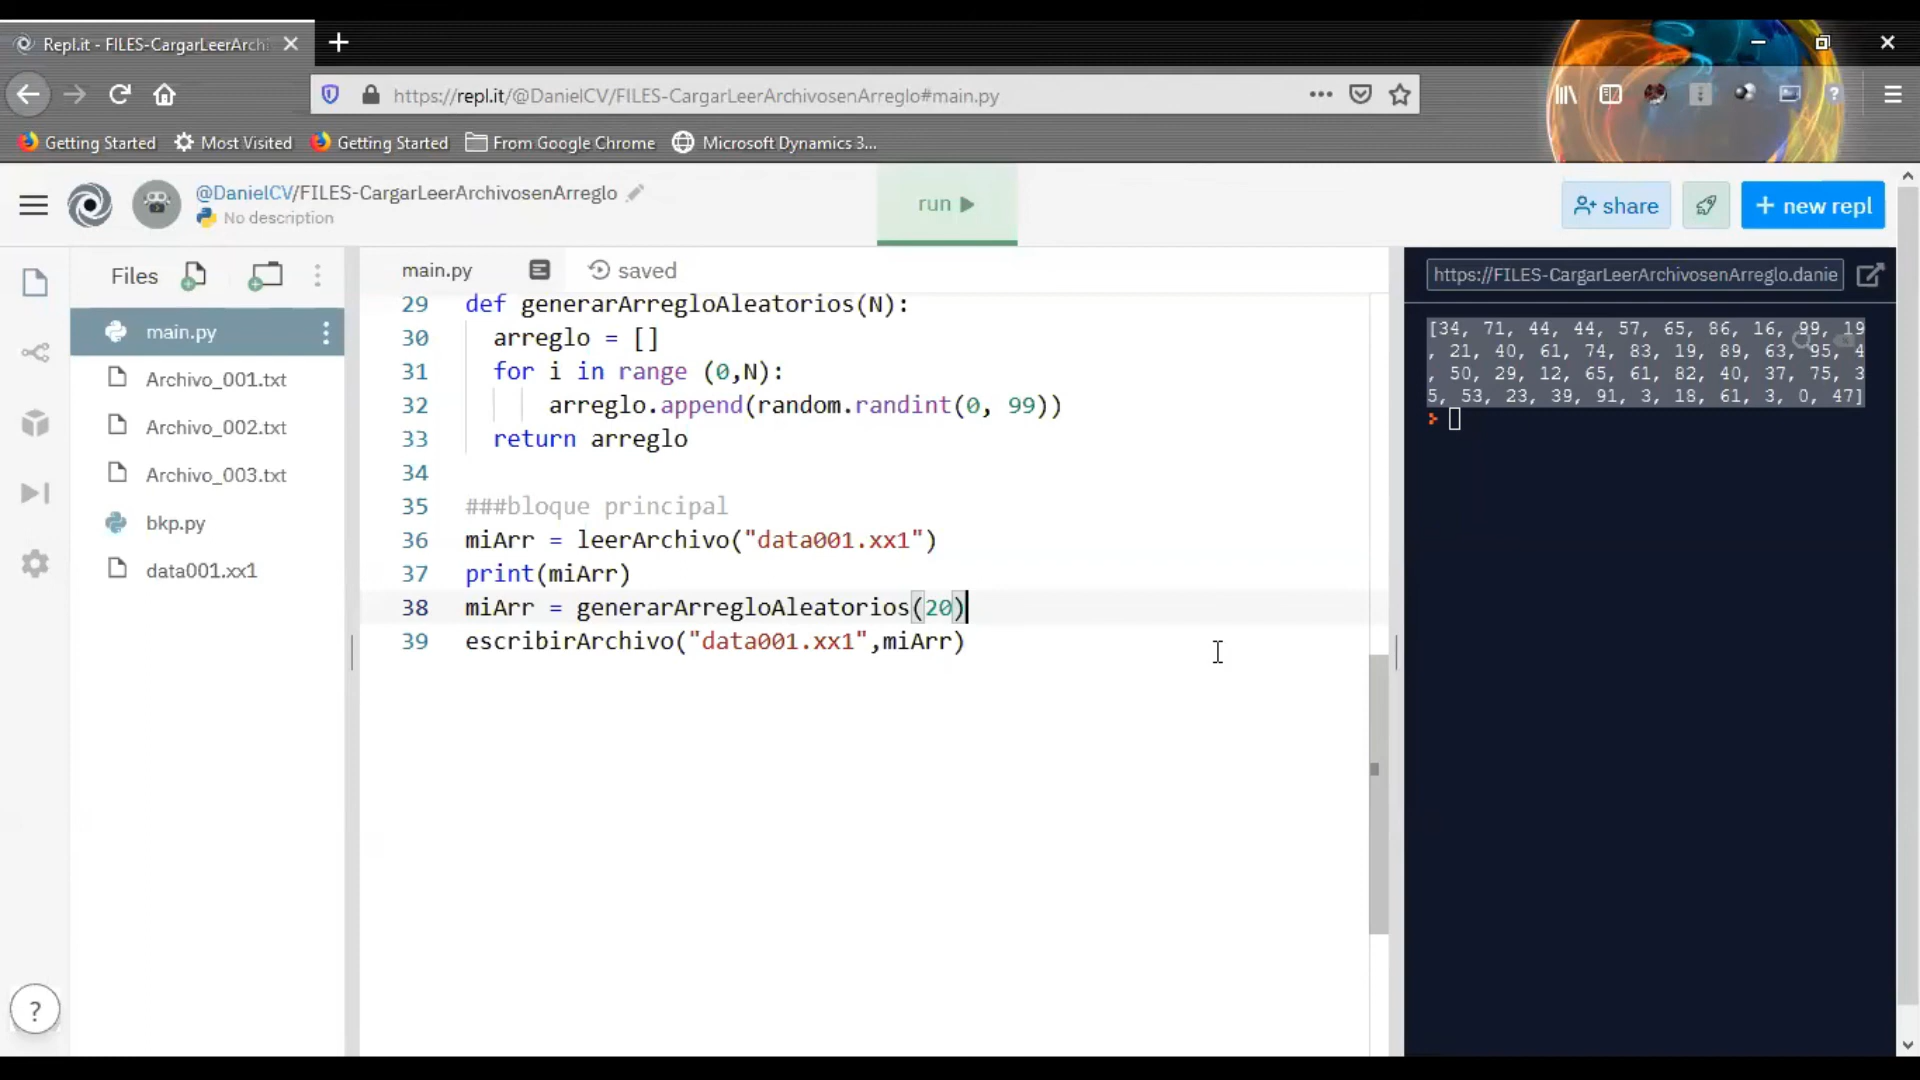 Repl.it - FILES-CargarLeerArchi
https://repl.it/@DanielCV/FILES-CargarLeerArchivosenArreglo#main.py
Getting Started
Most Visited
Getting Started
From Google Chrome
Microsoft Dynamics 3...
@DanielCV/FILES-CargarLeerArchivosenArreglo
No description
run
share
+ new repl
Files
main.py
Archivo_001.txt
Archivo_002.txt
Archivo_003.txt
bkp.py
data001.xx1
?
main.py
saved
29 def generarArregloAleatorios(N):
30 arreglo = []
31 for i in range (0,N):
32 arreglo.append(random.randint(0, 99))
33 return arreglo
34
35 ###bloque principal
36 miArr = leerArchivo("data001.xx1")
37 print(miArr)
38 miArr = generarArregloAleatorios(20)
39 escribirArchivo("data001.xx1",miArr)
https://FILES-CargarLeerArchivosenArreglo.danie
[34, 71, 44, 44, 57, 65, 86, 16, 99, 19
, 21, 40, 61, 74, 83, 19, 89, 63, 95, 4
, 50, 29, 12, 65, 61, 82, 40, 37, 75, 3
5, 53, 23, 39, 91, 3, 18, 61, 3, 0, 47]